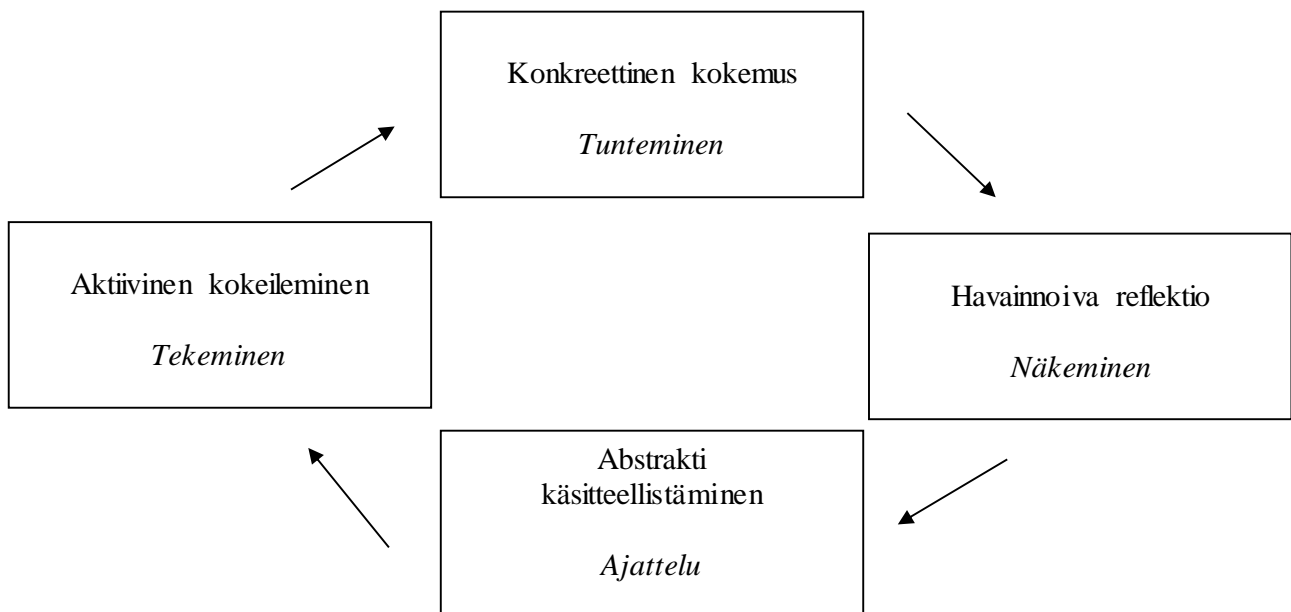 Konkreettinen kokemus
Tunteminen
Aktiivinen kokeileminen
Tekeminen
Havainnoiva reflektio
Näkeminen
Abstrakti
käsitteellistäminen
Ajattelu